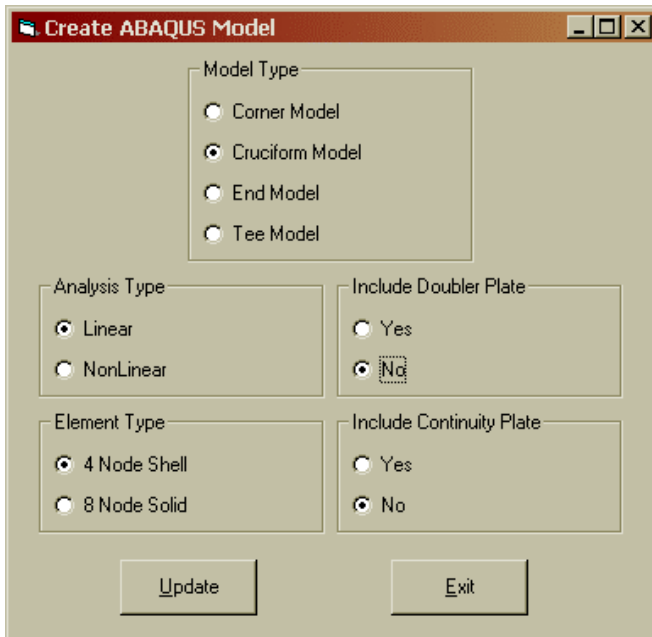 Create ABAQUS Model
Model Type
Corner Model
Cruciform Model
End Model
Tee Model
Analysis Type
Linear
NonLinear
Include Doubler Plate
Yes
No
Element Type
4 Node Shell
8 Node Solid
Include Continuity Plate
Yes
No
Update
Exit